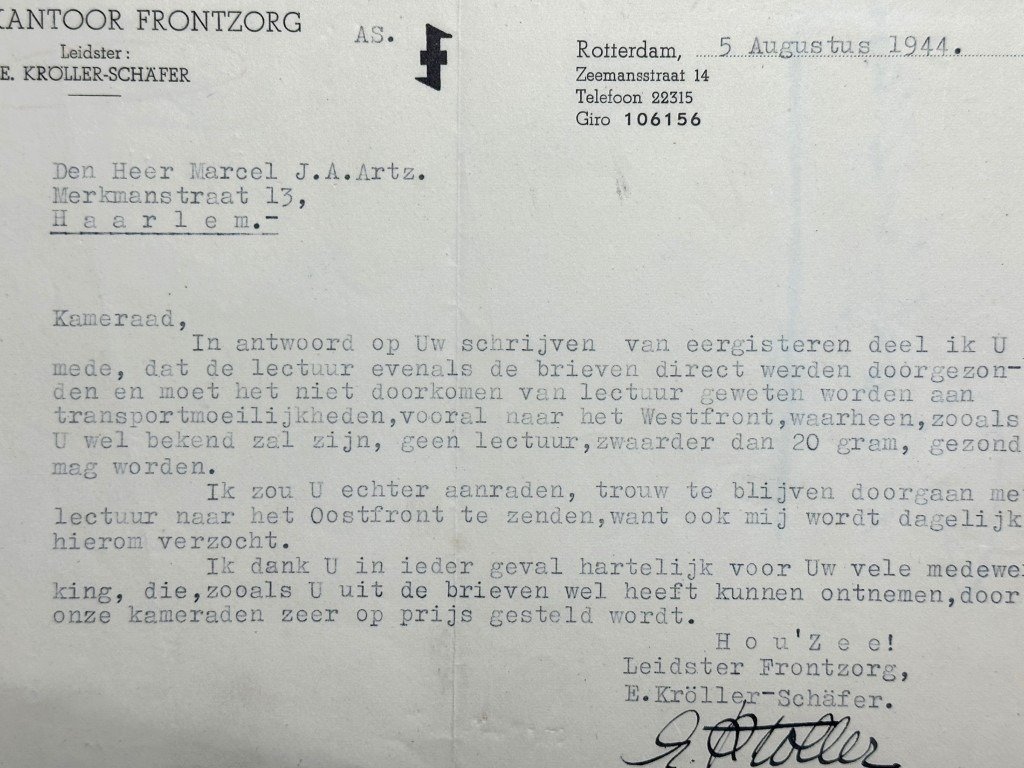 KANTOOR FRONTZORG
Leidster:
E. KRÖLLER-SCHÄFER
AS.
Rotterdam, 5 Augustus 1944.
Zeemansstraat 14
Telefoon 22315
Giro 106156
Den Heer Marcel J.A.Artz.
Merkmanstraat 13,
H a a r l e m.-
Kameraad,
In antwoord op Uw schrijven van eergisteren deel ik U
mede, dat de lectuur evenals de brieven direct werden doorgezon-
den en moet het niet doorkomen van lectuur geweten worden aan
transportmoeilijkheden,vooral naar het Westfront,waarheen,zooals
U wel bekend zal zijn, geen lectuur,zwaarder dan 20 gram, gezond
mag worden.
Ik zou U echter aanraden, trouw te blijven doorgaan me
lectuur naar het Oostfront te zenden,want ook mij wordt dagelijk
hierom verzocht.
Ik dank U in ieder geval hartelijk voor Uw vele medewe
king, die,zooals U uit de brieven wel heeft kunnen ontnemen,door
onze kameraden zeer op prijs gesteld wordt.
H o u ' Z e e!
Leidster Frontzorg,
E.Kröller-Schäfer.
E. Kröller